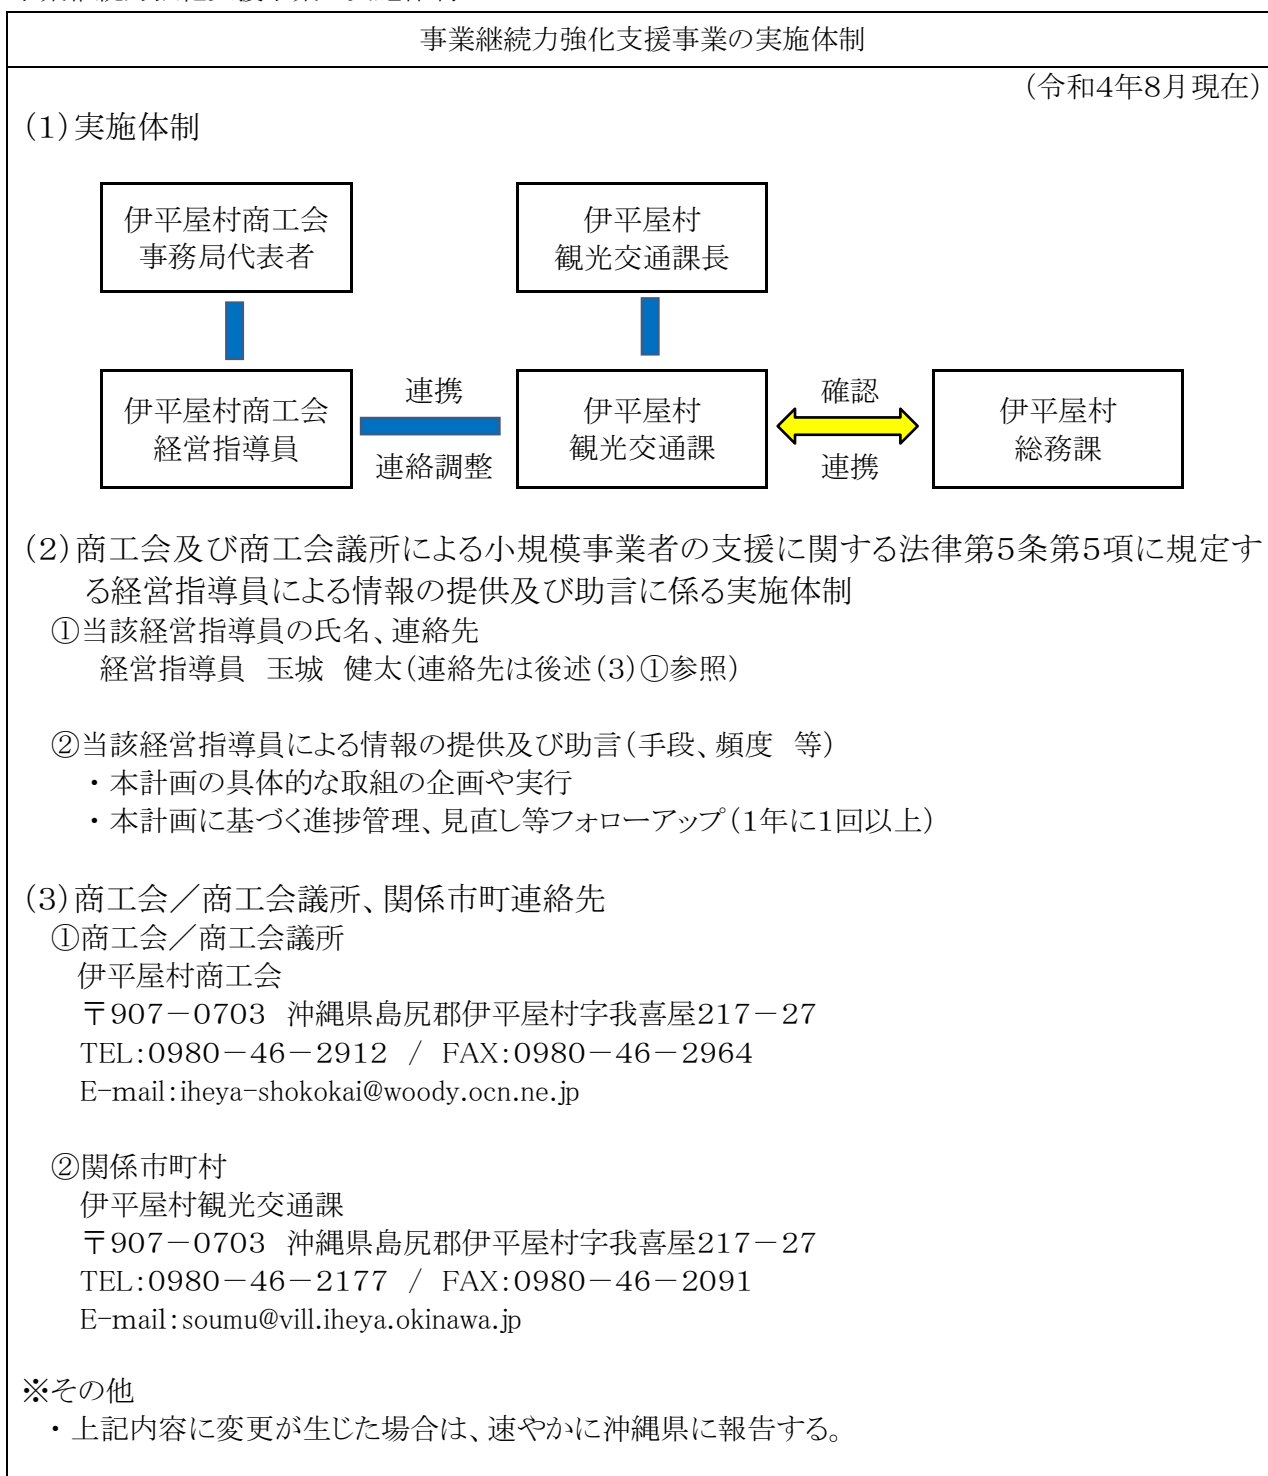 事業継続力強化支援事業の実施体制
(令和4年8月現在)
(1)実施体制
伊平屋村商工会
事務局代表者
伊平屋村
観光交通課長
伊平屋村商工会
経営指導員
連携
連絡調整
伊平屋村
観光交通課
確認
連携
伊平屋村
総務課
(2)商工会及び商工会議所による小規模事業者の支援に関する法律第5条第5項に規定す
る経営指導員による情報の提供及び助言に係る実施体制
①当該経営指導員の氏名、連絡先
経営指導員 玉城 健太(連絡先は後述(3)①参照)
②当該経営指導員による情報の提供及び助言(手段、頻度 等)
・本計画の具体的な取組の企画や実行
・本計画に基づく進捗管理、見直し等フォローアップ(1年に1回以上)
(3)商工会/商工会議所、関係市町連絡先
①商工会/商工会議所
伊平屋村商工会
〒907-0703 沖縄県島尻郡伊平屋村字我喜屋217-27
TEL:0980-46-2912 / FAX:0980-46-2964
E-mail:iheya-shokokai@woody.ocn.ne.jp
②関係市町村
伊平屋村観光交通課
〒907-0703 沖縄県島尻郡伊平屋村字我喜屋217-27
TEL:0980-46-2177 / FAX:0980-46-2091
E-mail:soumu@vill.iheya.okinawa.jp
※その他
・上記内容に変更が生じた場合は、速やかに沖縄県に報告する。